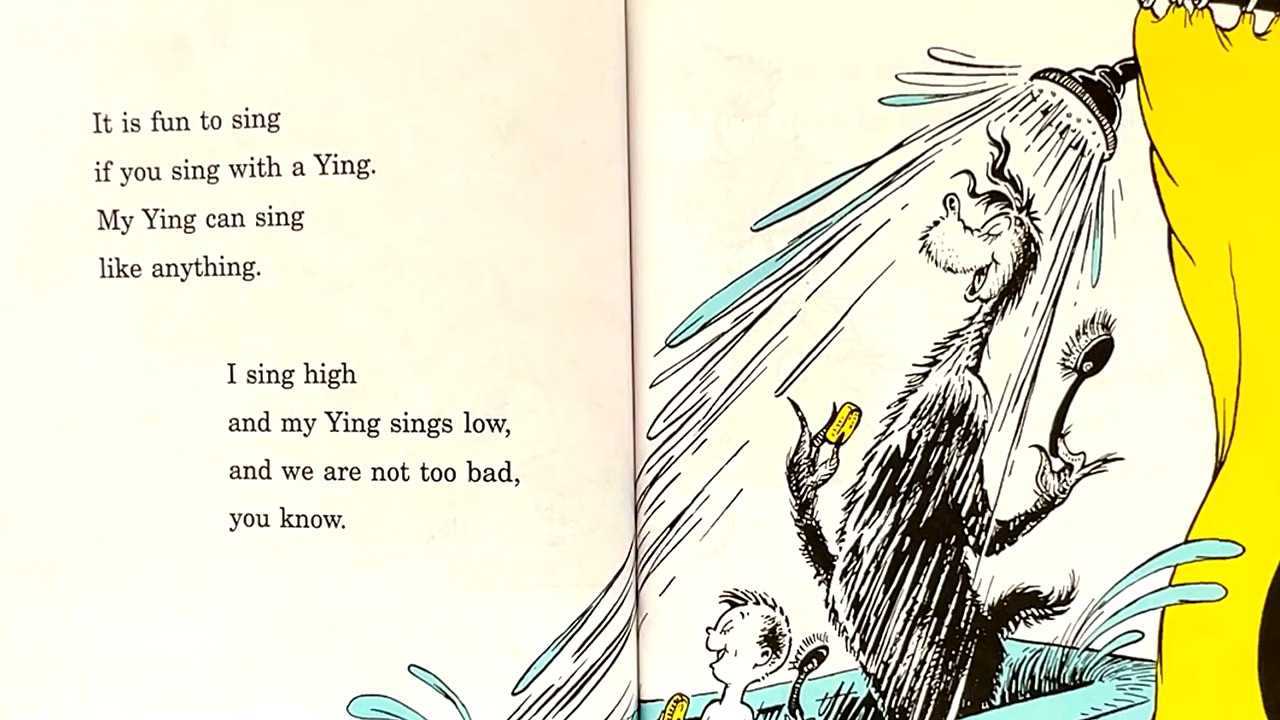 It is fun to sing
if you sing with a Ying.
My Ying can sing
like anything.
I sing high
and my Ying sings low,
and we are not too bad,
you know.